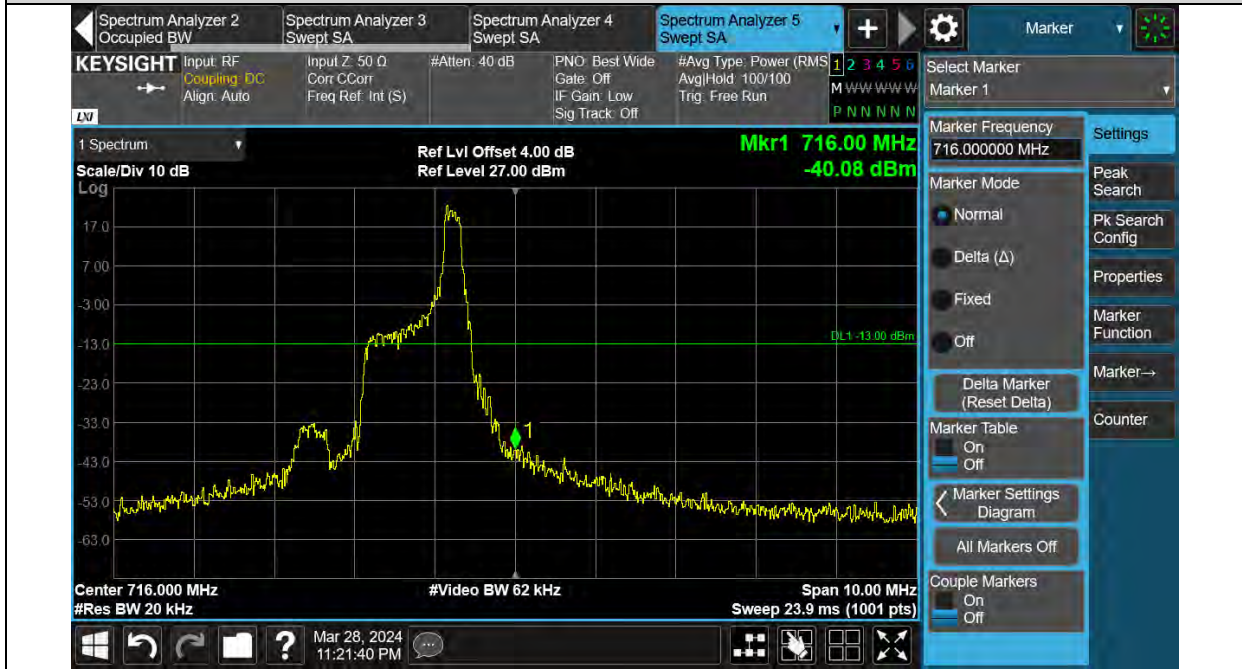 Spectrum Analyzer 2
Occupied BW
Spectrum Analyzer 3
Swept SA
Spectrum Analyzer 4
Swept SA
Spectrum Analyzer 5
Swept SA
Marker
KEYSIGHT
LXI
Input: RF
Coupling: DC
Align: Auto
Input Z: 50 Ω
Corr CCorr
Freq Ref: Int (S)
#Atten: 40 dB
PNO: Best Wide
Gate: Off
IF Gain: Low
Sig Track: Off
#Avg Type: Power (RMS
Avg|Hold: 100/100
Trig: Free Run
1 2 3 4 5 6
M W W W W W
P N N N N N
1 Spectrum
Scale/Div 10 dB
Ref Lvl Offset 4.00 dB
Ref Level 27.00 dBm
Mkr1 716.00 MHz
-40.08 dBm
Log
17.0
7.00
-3.00
-13.0
-23.0
-33.0
-43.0
-53.0
-63.0
DL1 -13.00 dBm
1
Center 716.000 MHz
#Res BW 20 kHz
#Video BW 62 kHz
Span 10.00 MHz
Sweep 23.9 ms (1001 pts)
?
Mar 28, 2024
11:21:40 PM
Select Marker
Marker 1
Marker Frequency
716.000000 MHz
Marker Mode
Normal
Delta (Δ)
Fixed
Off
Delta Marker
(Reset Delta)
Marker Table
On
Off
Marker Settings
Diagram
All Markers Off
Couple Markers
On
Off
Settings
Peak
Search
Pk Search
Config
Properties
Marker
Function
Marker→
Counter